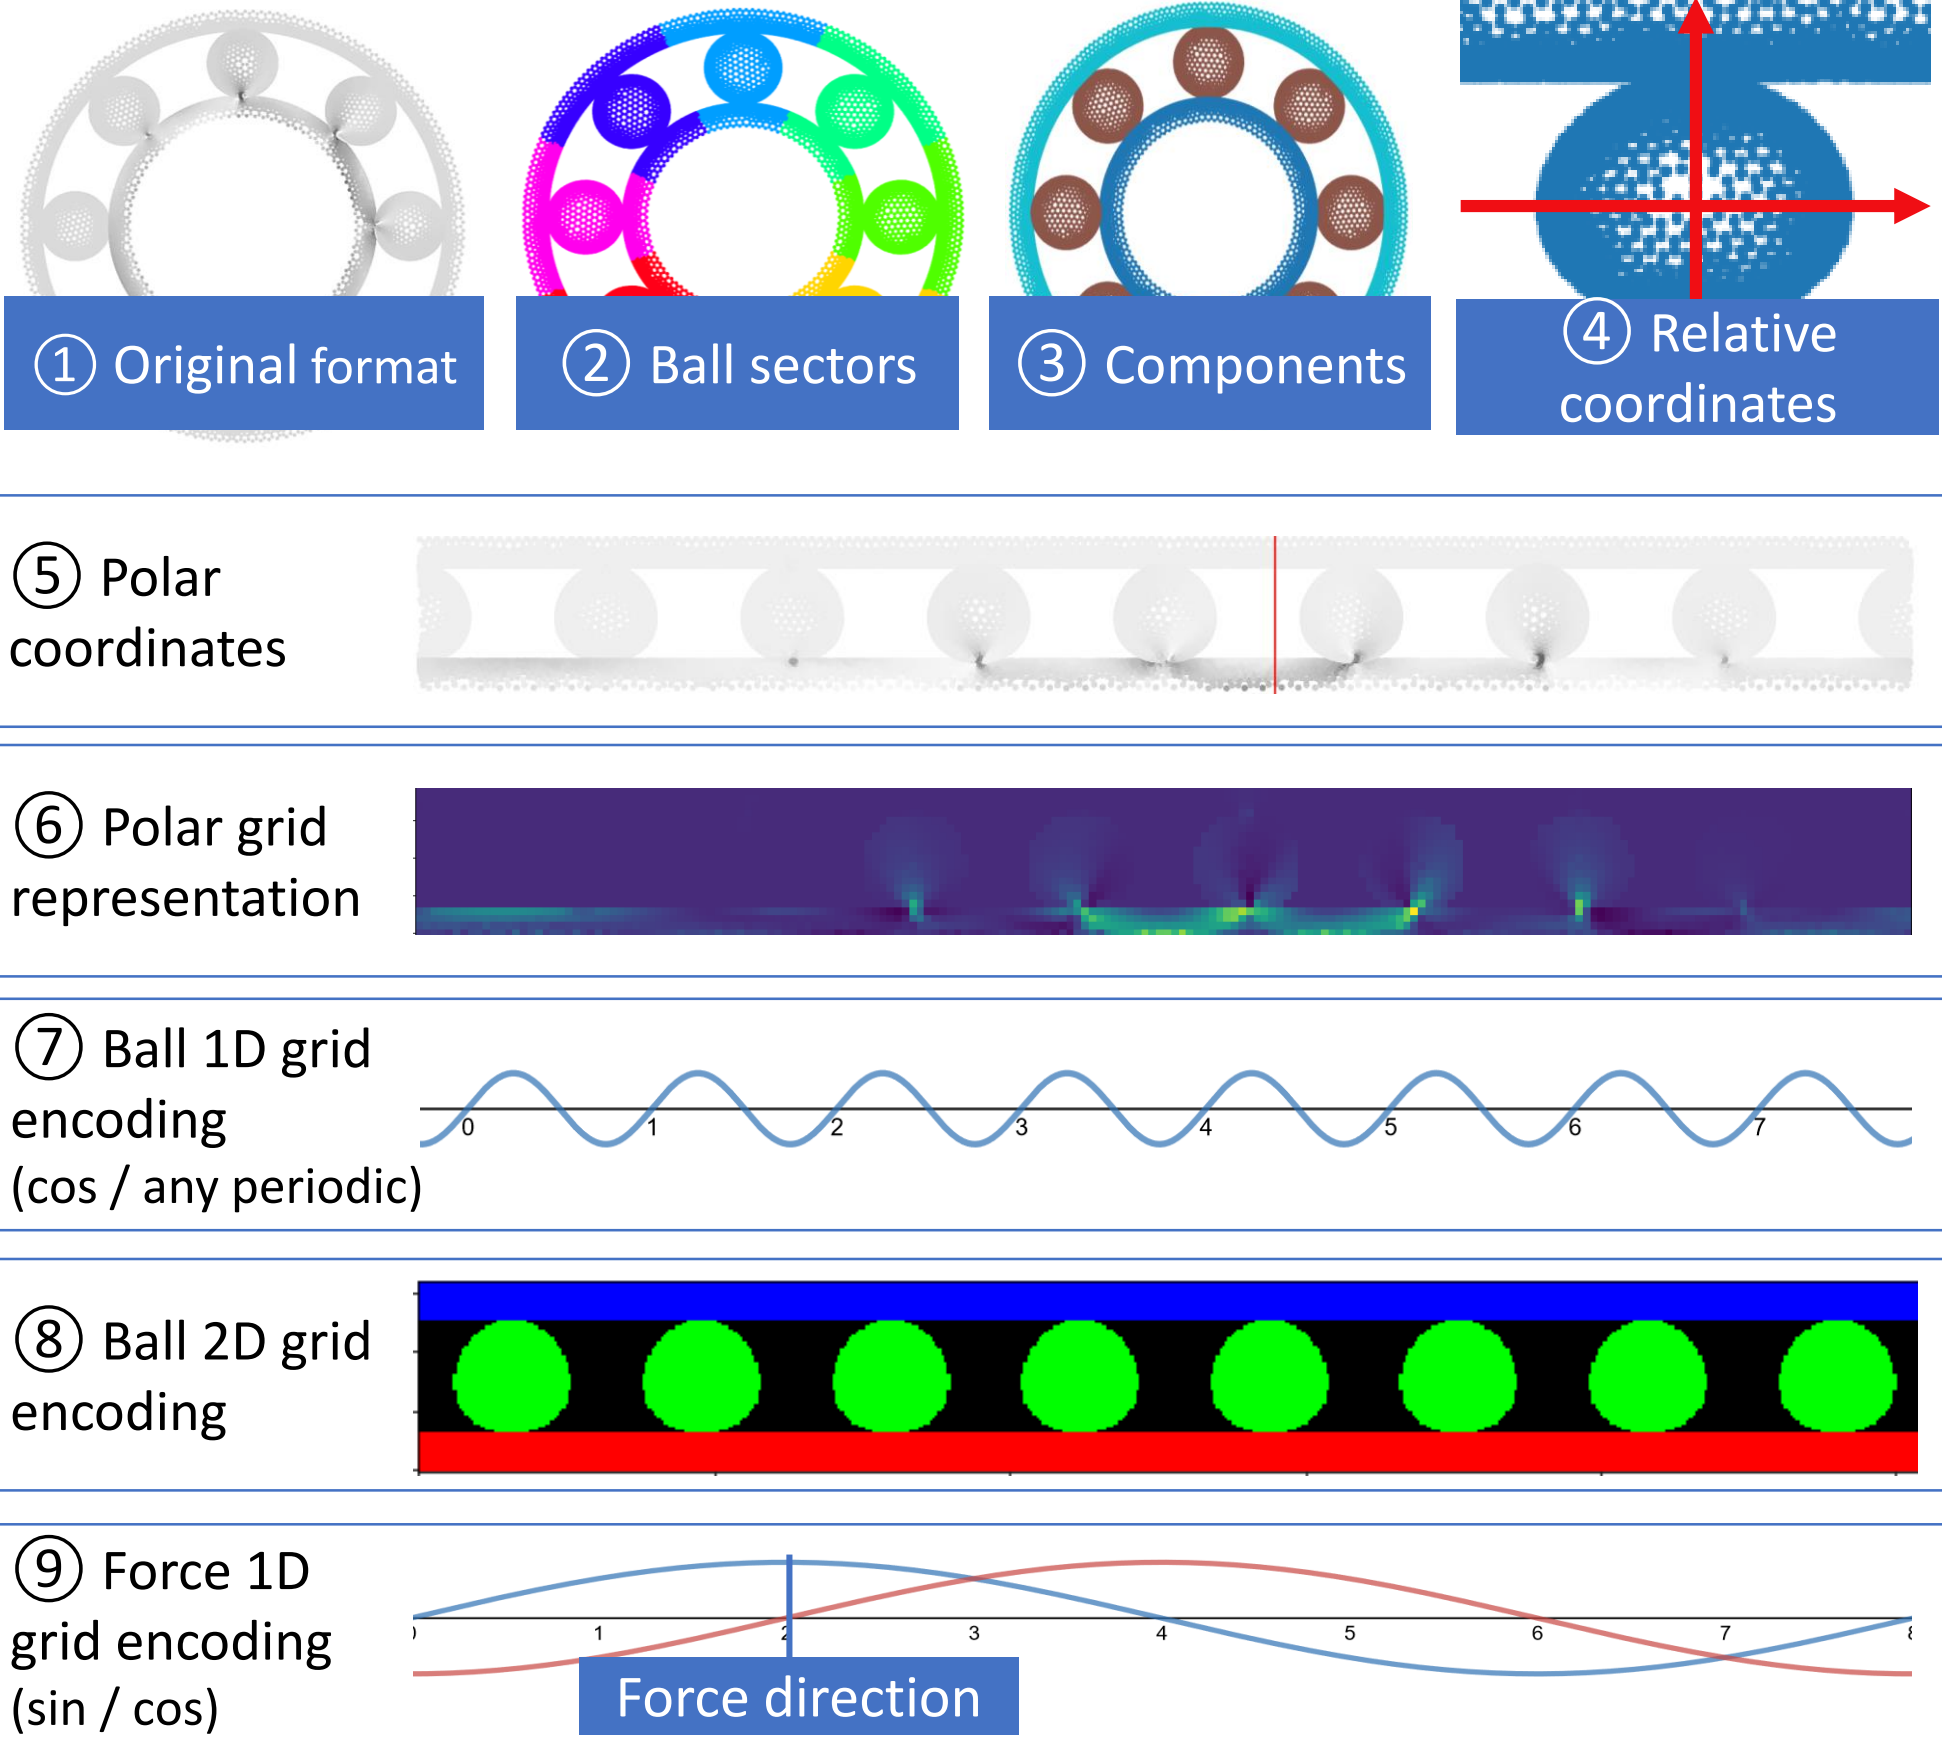 ① Original format
② Ball sectors
③ Components
④ Relative
coordinates
⑤ Polar
coordinates
⑥ Polar grid
representation
⑦ Ball 1D grid
encoding
(cos / any periodic)
0 1 2 3 4 5 6 7
⑧ Ball 2D grid
encoding
⑨ Force 1D
grid encoding
(sin / cos)
1 2 3 4 5 6 7
Force direction